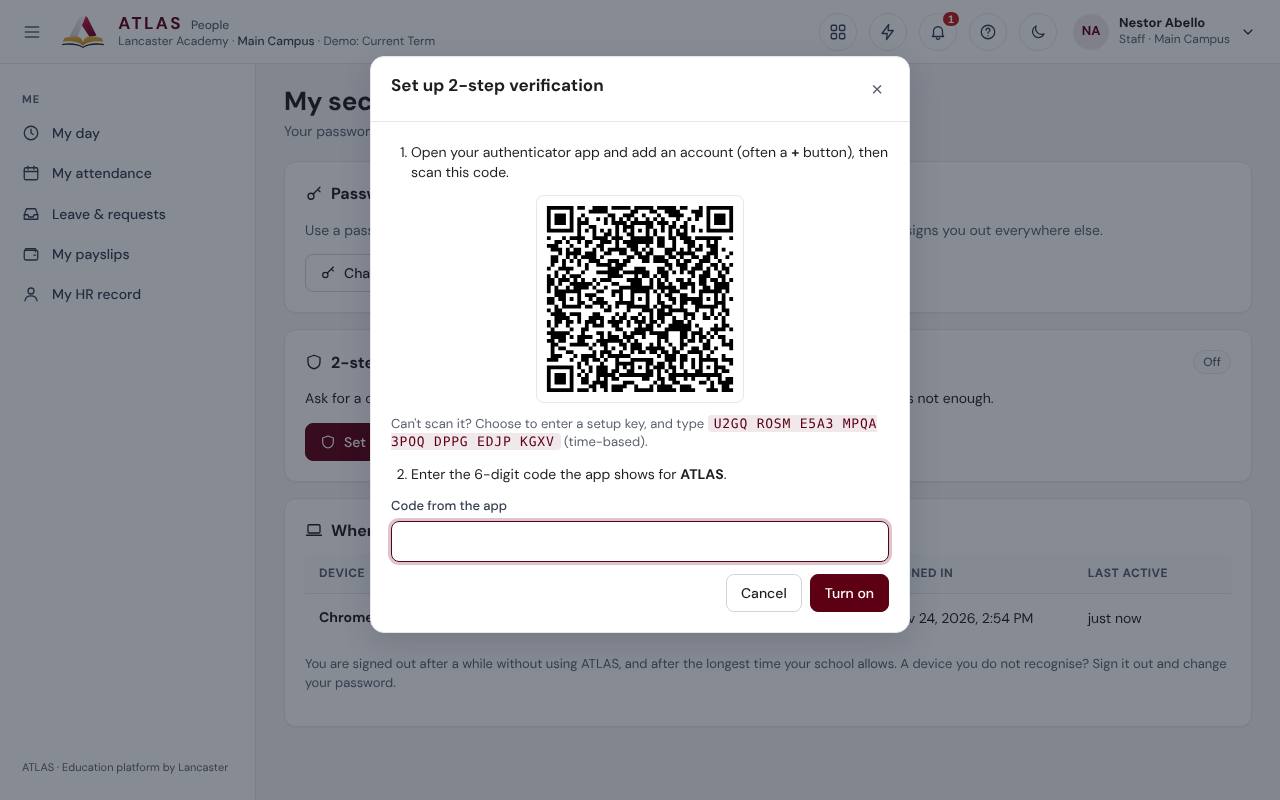 ATLAS People
Lancaster Academy · Main Campus · Demo: Current Term
1
NA
Nestor Abello
Staff · Main Campus
ME
My day
My attendance
Leave & requests
My payslips
My HR record
ATLAS · Education platform by Lancaster
My sec
Your passwor
Passw
Use a pas
signs you out everywhere else.
Cha
2-ste
Off
Ask for a c
s not enough.
Set
Wher
DEVICE
NED IN
LAST ACTIVE
Chrome
v 24, 2026, 2:54 PM
just now
You are signed out after a while without using ATLAS, and after the longest time your school allows. A device you do not recognise? Sign it out and change
your password.
Set up 2-step verification
1. Open your authenticator app and add an account (often a + button), then
scan this code.
Can't scan it? Choose to enter a setup key, and type U2GQ ROSM E5A3 MPQA
3POQ DPPG EDJP KGXV (time-based).
2. Enter the 6-digit code the app shows for ATLAS.
Code from the app
Cancel
Turn on